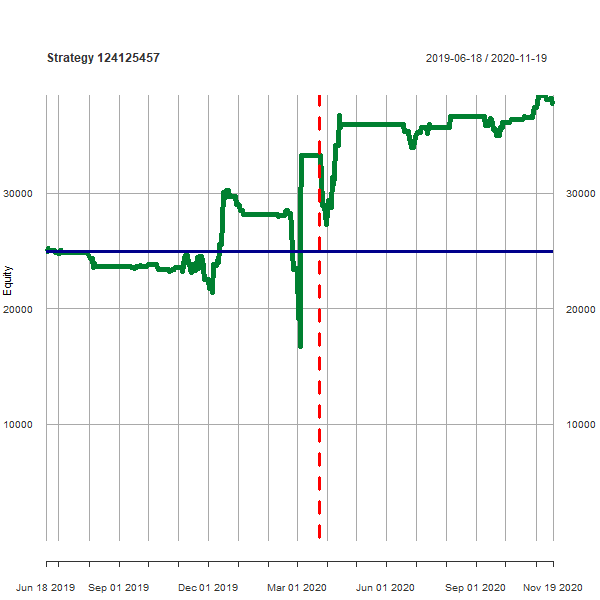 Strategy 124125457
2019-06-18 / 2020-11-19
Equity
30000
30000
20000
20000
10000
10000
Jun 18 2019
Sep 01 2019
Dec 01 2019
Mar 01 2020
Jun 01 2020
Sep 01 2020
Nov 19 2020